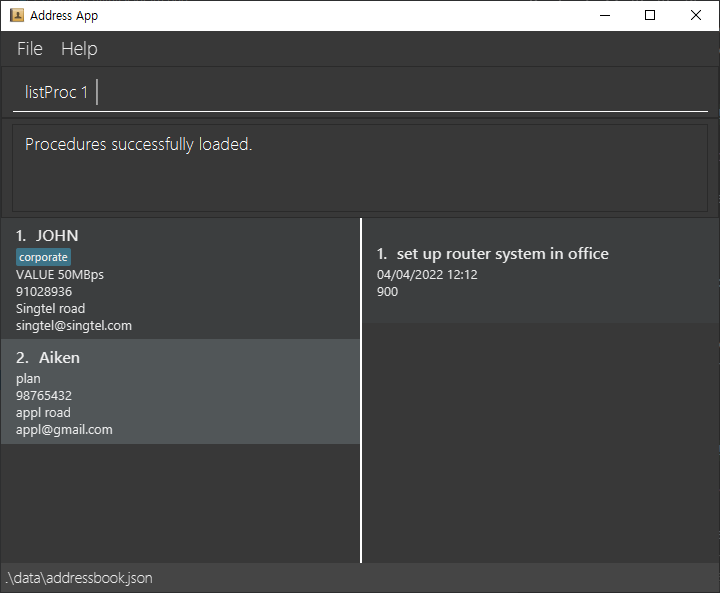 Address App
File Help
listProc 1
Procedures successfully loaded.
1. JOHN
corporate
VALUE 50MBps
91028936
Singtel road
singtel@singtel.com
2. Aiken
plan
98765432
appl road
appl@gmail.com
1. set up router system in office
04/04/2022 12:12
900
.\data\addressbook.json